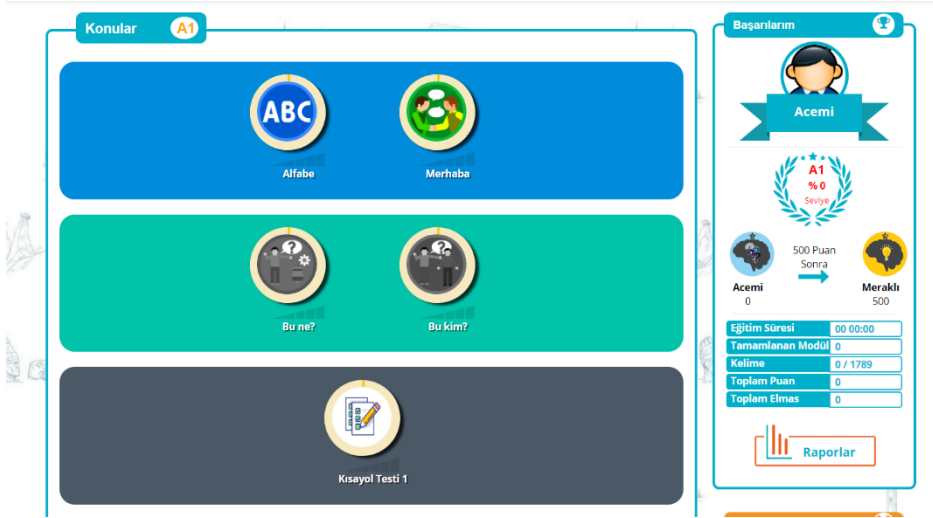 Konular A1
ABC
Alfabe Merhaba
Bu ne? Bu kim?
Kısayol Testi 1
Başarılarım
Acemi
A1
% 0
Seviye
500 Puan
Sonra
Acemi Meraklı
0 500
Eğitim Süresi 00 00:00
Tamamlanan Modül 0
Kelime 0 / 1789
Toplam Puan 0
Toplam Elmas 0
Raporlar